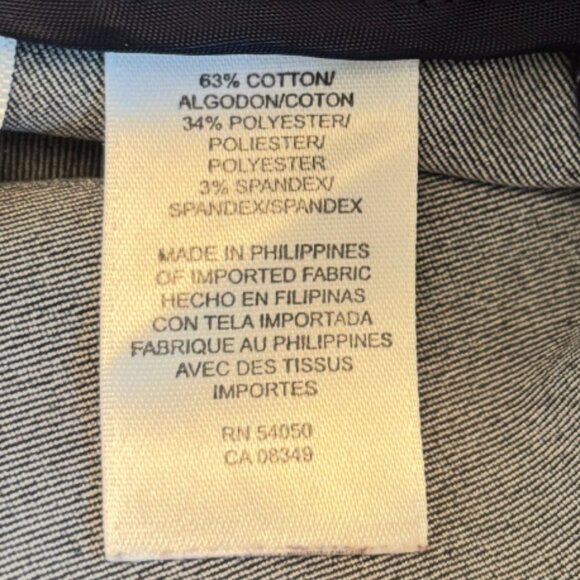 63% COTTON/
ALGODON/COTON
34% POLYESTER/
POLIESTER/
POLYESTER
3% SPANDEX/
SPANDEX/SPANDEX
MADE IN PHILIPPINES
OF IMPORTED FABRIC
HECHO EN FILIPINAS
CON TELA IMPORTADA
FABRIQUE AU PHILIPPINES
AVEC DES TISSUS
IMPORTES
RN 54050
CA 08349